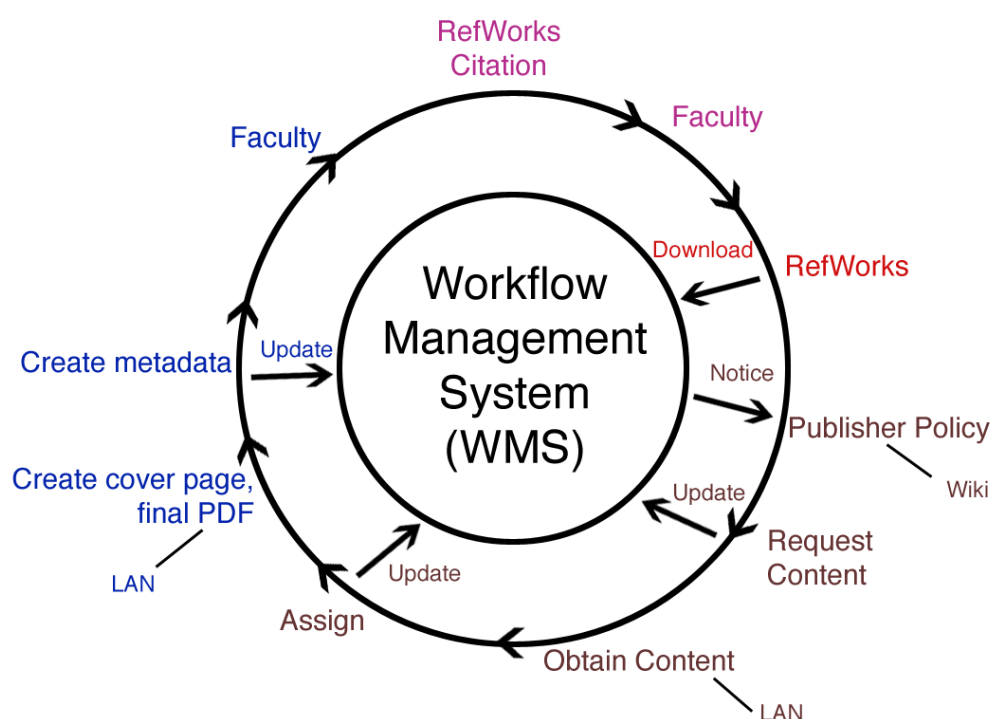 RefWorks
Citation
Faculty
Faculty
Download
RefWorks
Workflow
Management
System
(WMS)
Create metadata
Update
Notice
Publisher Policy
Wiki
Create cover page,
final PDF
LAN
Update
Request
Content
Update
Assign
Obtain Content
LAN